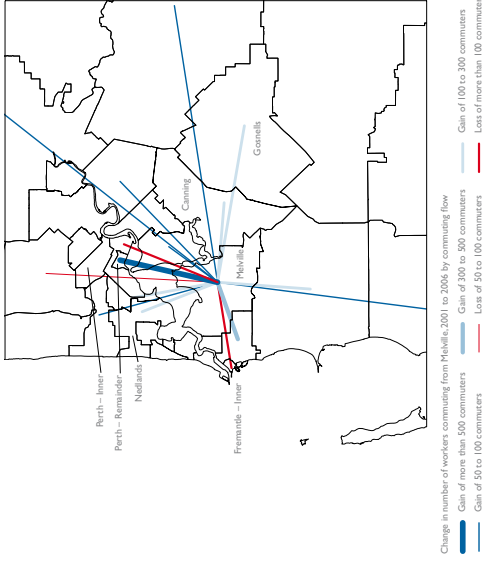 Gosnells
Canning
Melville
Perth – Inner
Perth – Remainder
Nedlands
Fremantle – Inner
Change in number of workers commuting from Melville, 2001 to 2006 by commuting flow
Gain of more than 500 commuters
Gain of 300 to 500 commuters
Gain of 100 to 300 commuters
Gain of 50 to 100 commuters
Loss of 50 to 100 commuters
Loss of more than 100 commuters